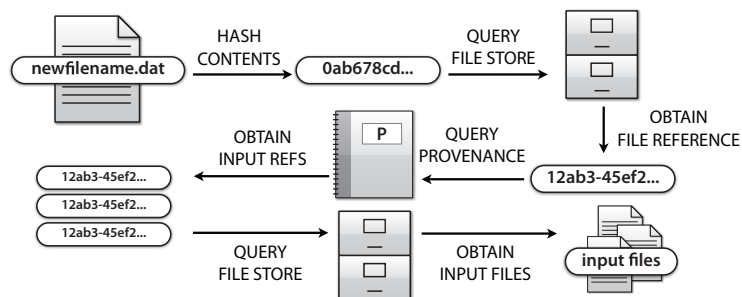 newfilename.dat
HASH
CONTENTS
0ab678cd...
QUERY
FILE STORE
OBTAIN
FILE REFERENCE
12ab3-45ef2...
QUERY
PROVENANCE
P
OBTAIN
INPUT REFS
12ab3-45ef2...
12ab3-45ef2...
12ab3-45ef2...
QUERY
FILE STORE
OBTAIN
INPUT FILES
input files